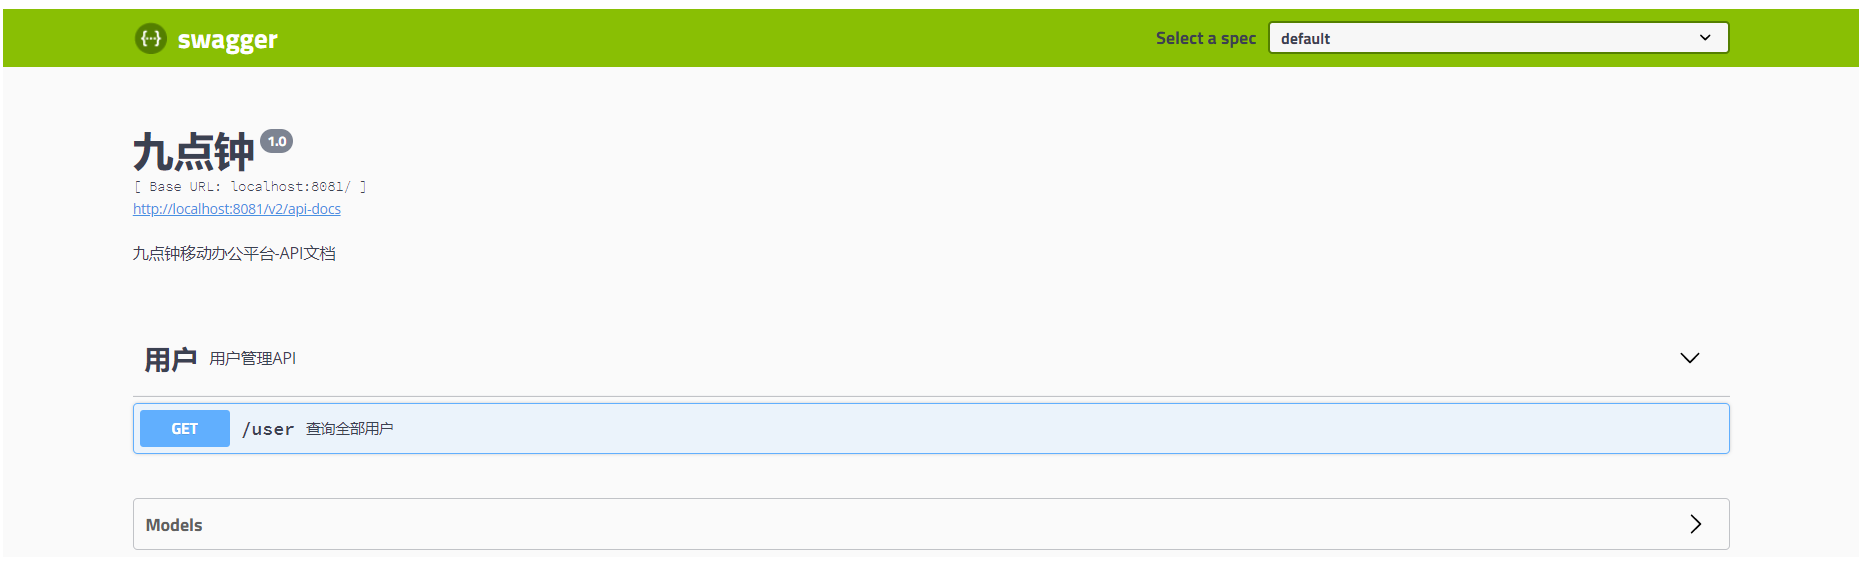 {···} swagger
Select a spec default
九点钟 1.0
[ Base URL: localhost:8081/ ]
http://localhost:8081/v2/api-docs
九点钟移动办公平台-API文档
用户 用户管理API
GET /user 查询全部用户
Models